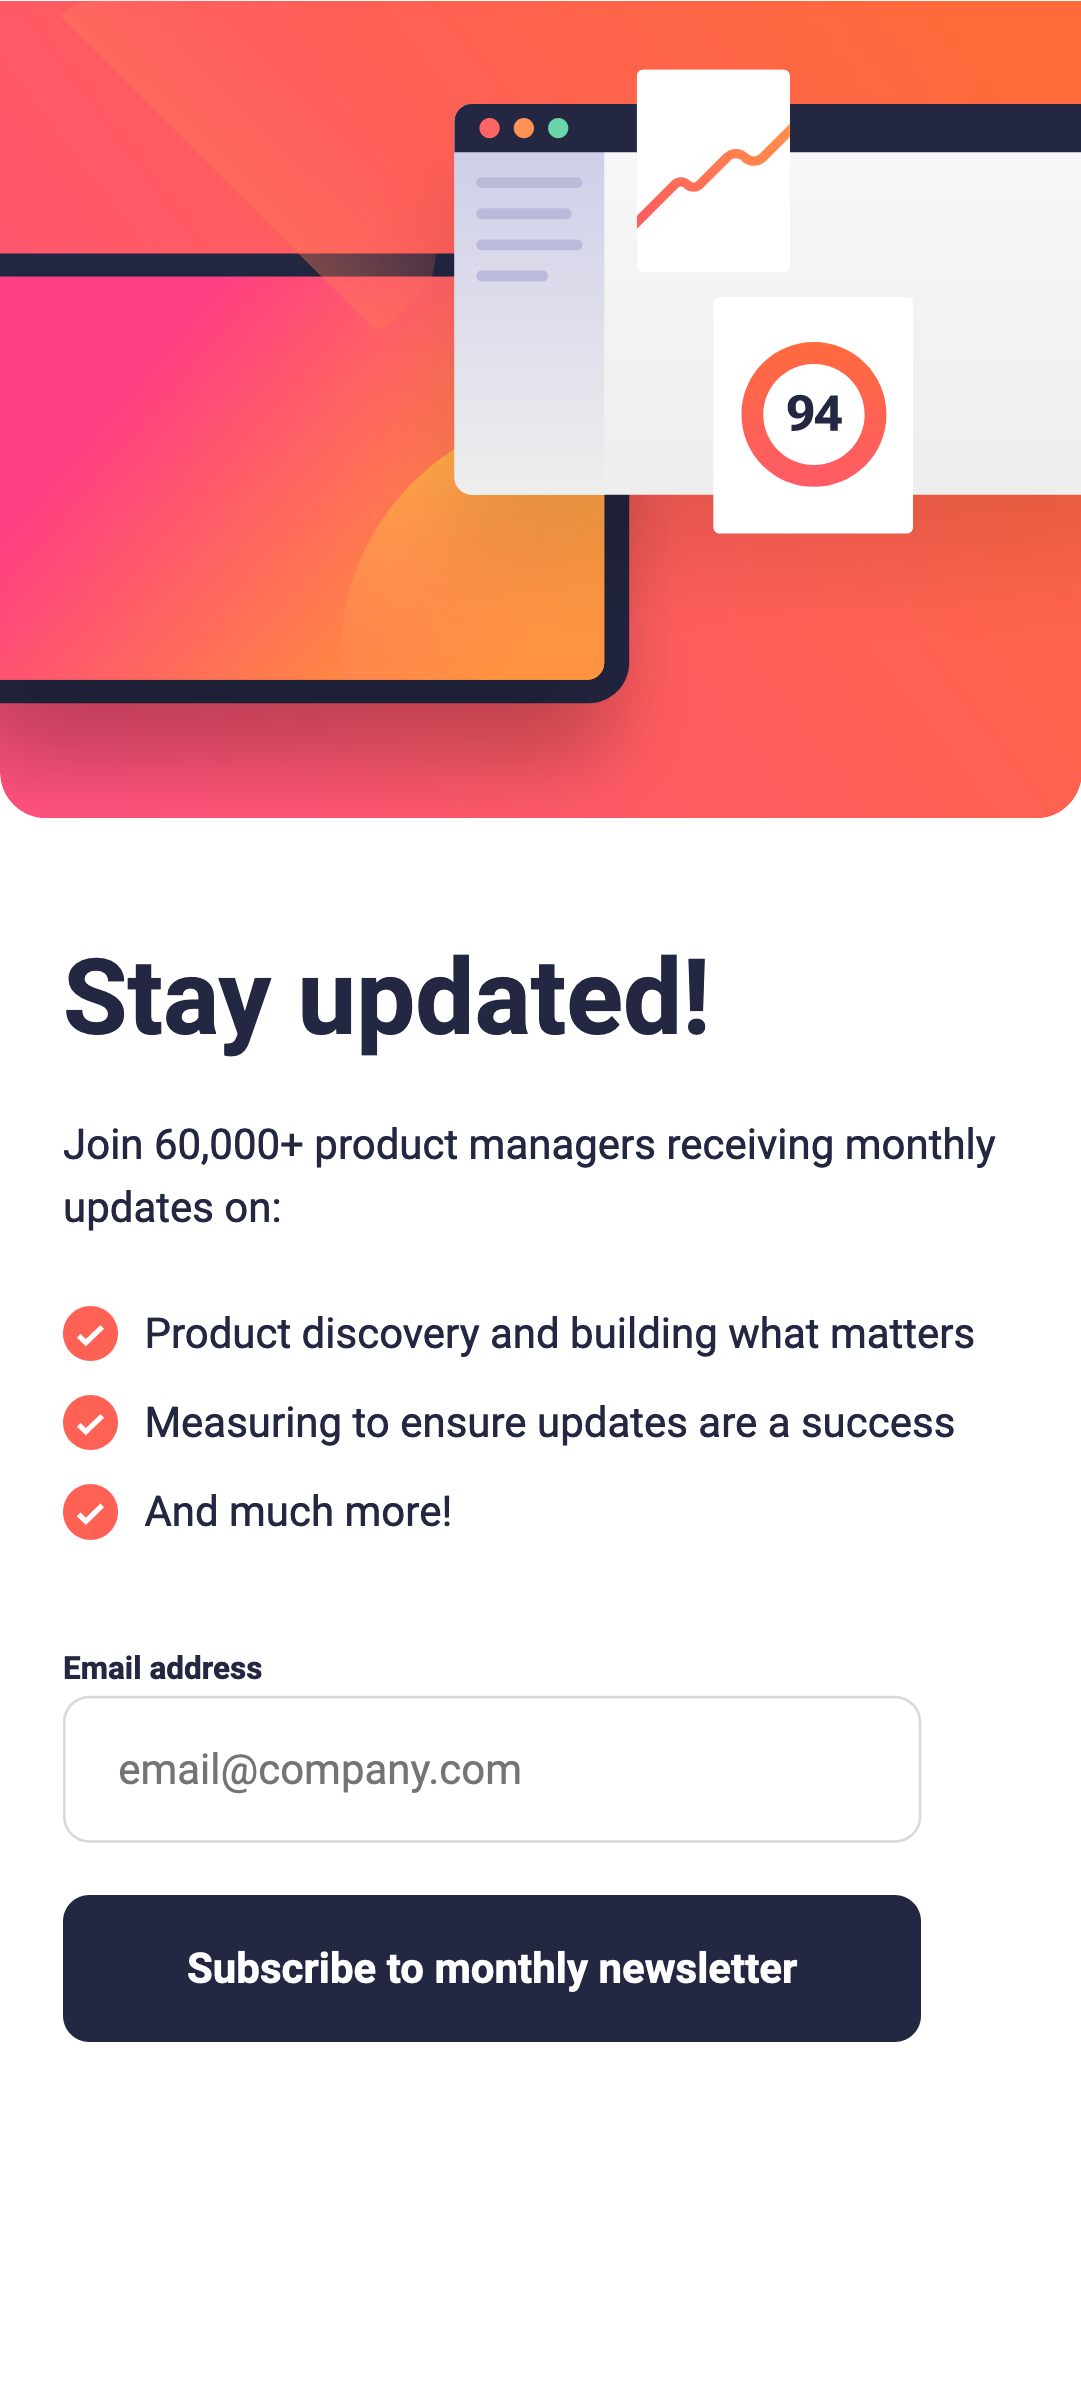 94
Stay updated!
Join 60,000+ product managers receiving monthly
updates on:
Product discovery and building what matters
Measuring to ensure updates are a success
And much more!
Email address
email@company.com
Subscribe to monthly newsletter